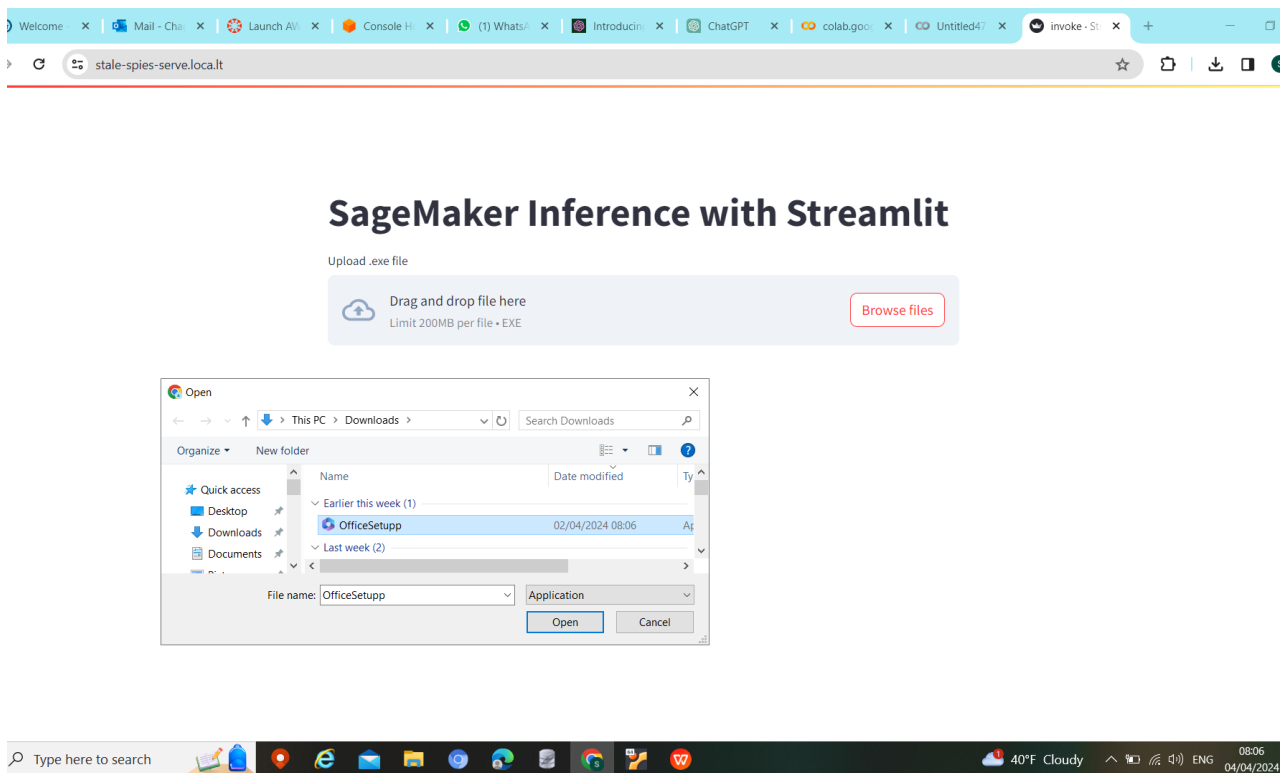 Welcome -
Mail - Cha
Launch AW
Console Ho
(1) WhatsA
Introducin
ChatGPT
colab.goog
Untitled47
invoke · St
stale-spies-serve.loca.lt
SageMaker Inference with Streamlit
Upload .exe file
Drag and drop file here
Limit 200MB per file • EXE
Browse files
Open
This PC > Downloads >
Search Downloads
Organize
New folder
Name
Date modified
Ty
Quick access
Earlier this week (1)
Desktop
OfficeSetupp
02/04/2024 08:06
Ap
Downloads
Last week (2)
Documents
File name: OfficeSetupp
Application
Open
Cancel
Type here to search
40°F Cloudy
ENG
08:06
04/04/2024